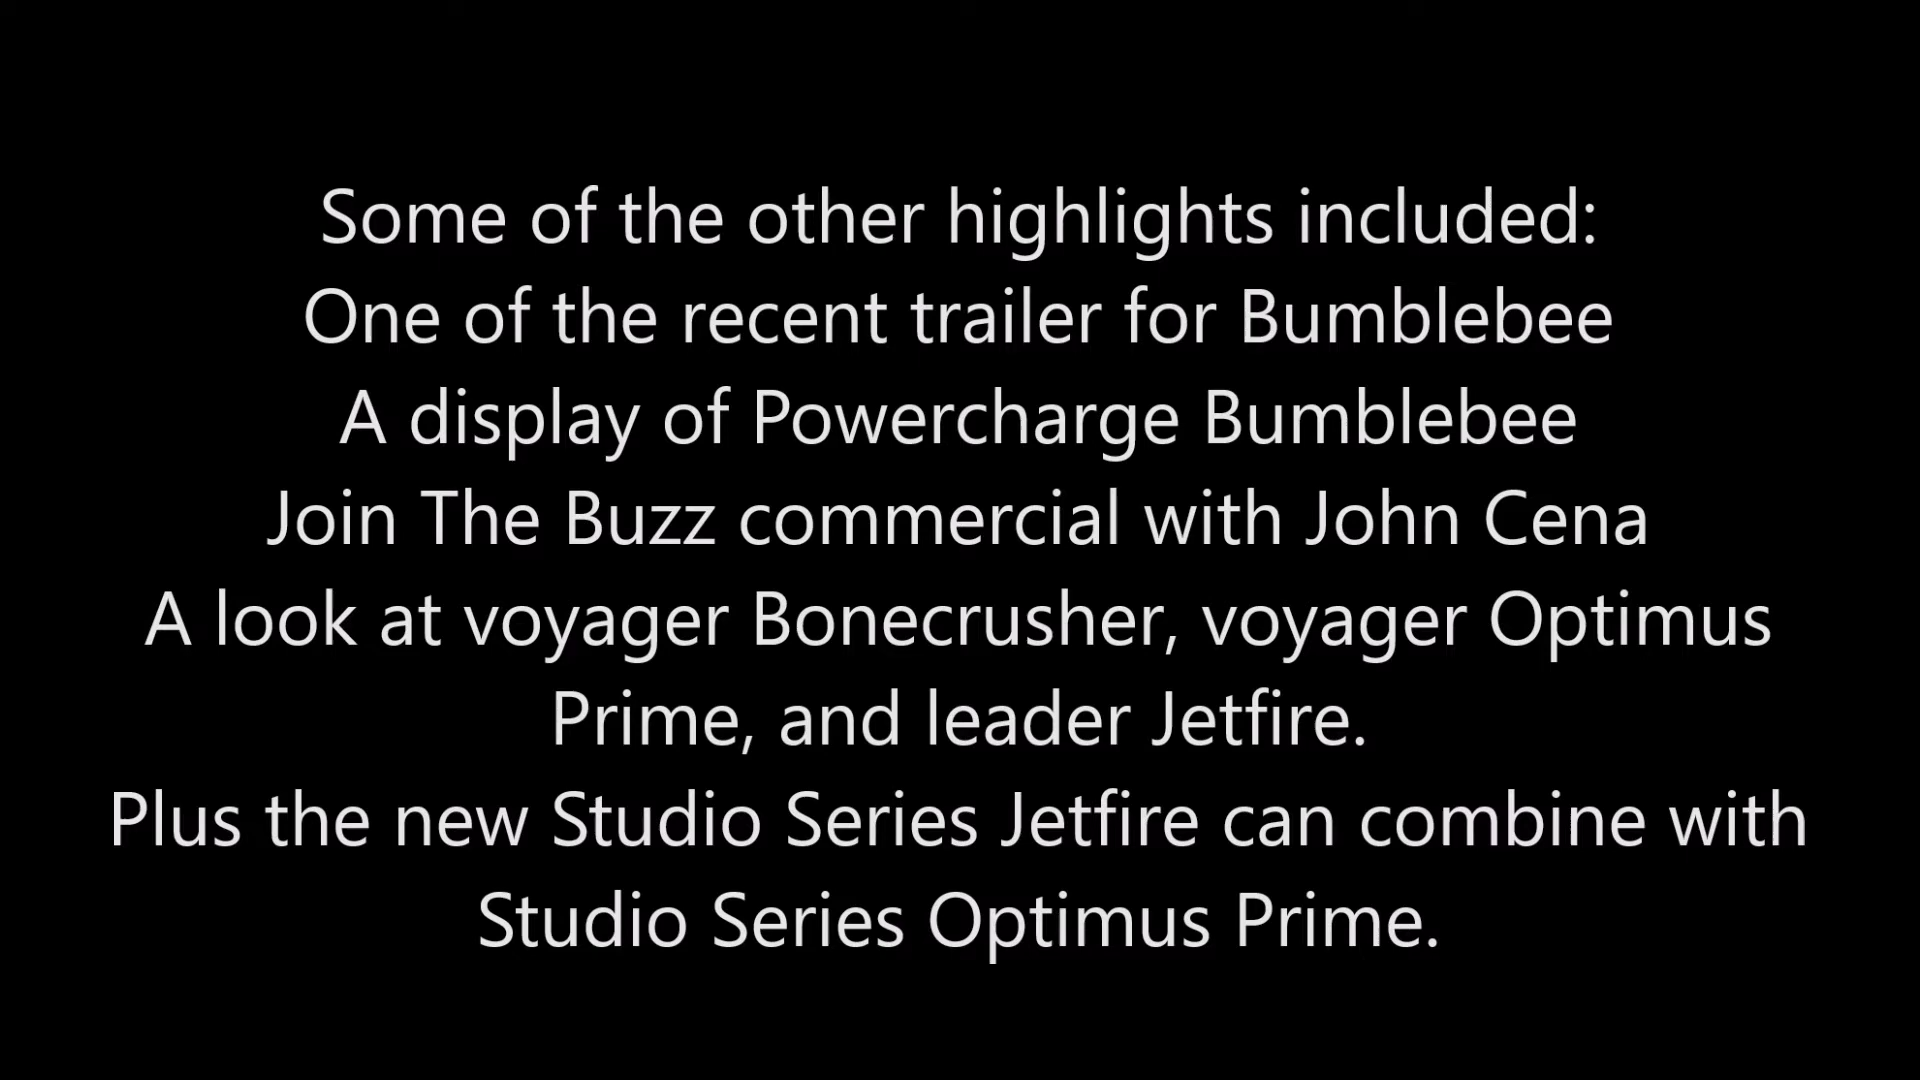 Some of the other highlights included:
One of the recent trailer for Bumblebee
A display of Powercharge Bumblebee
Join The Buzz commercial with John Cena
A look at voyager Bonecrusher, voyager Optimus
Prime, and leader Jetfire.
Plus the new Studio Series Jetfire can combine with
Studio Series Optimus Prime.